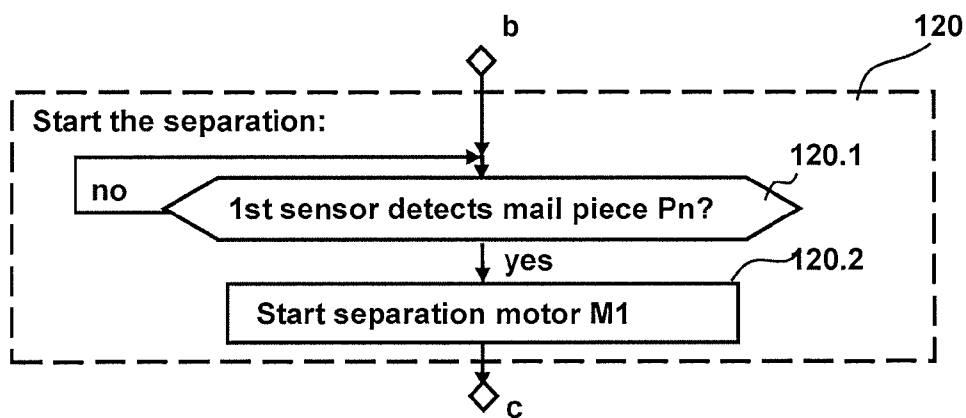 b
120
Start the separation:
120.1
no
1st sensor detects mail piece Pn?
yes
120.2
Start separation motor M1
c